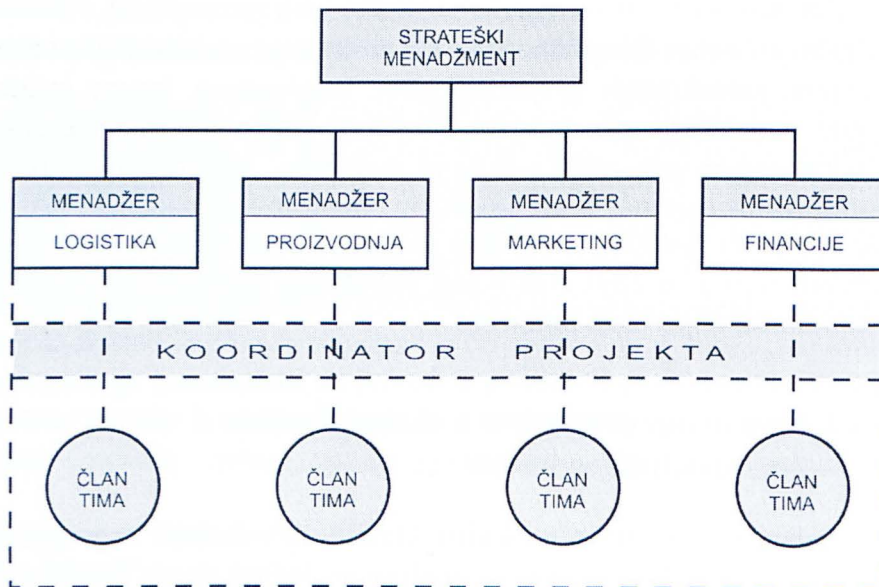 STRATEŠKI
MENADŽMENT
MENADŽER
LOGISTIKA
MENADŽER
PROIZVODNJA
MENADŽER
MARKETING
MENADŽER
FINANCIJE
KOORDINATOR PROJEKTA
ČLAN
TIMA
ČLAN
TIMA
ČLAN
TIMA
ČLAN
TIMA